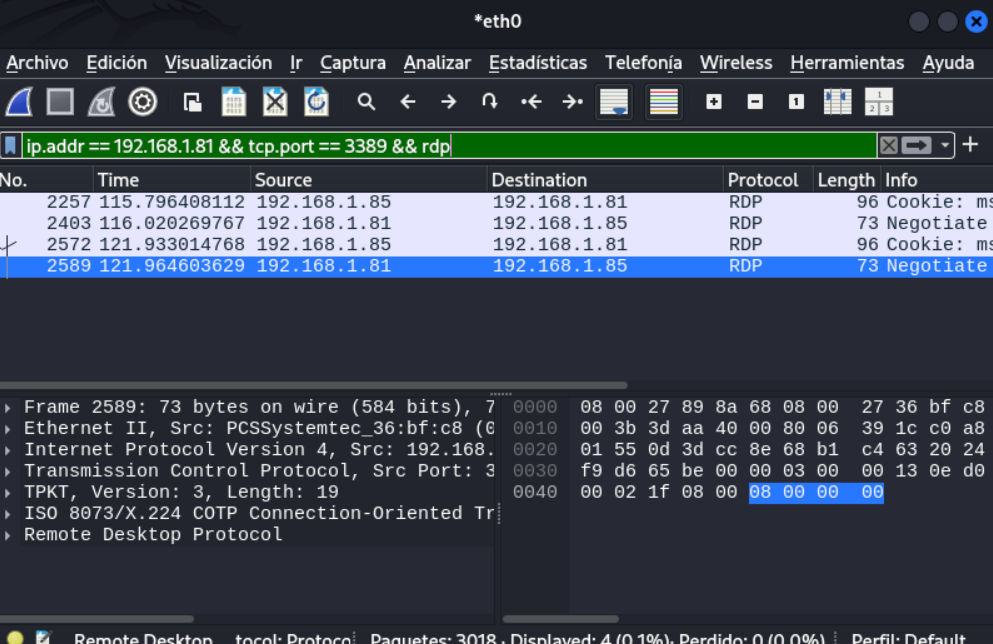 *eth0
Archivo Edición Visualización Ir Captura Analizar Estadísticas Telefonía Wireless Herramientas Ayuda
ip.addr == 192.168.1.81 && tcp.port == 3389 && rdp
No. Time Source Destination Protocol Length Info
2257 115.796408112 192.168.1.85 192.168.1.81 RDP 96 Cookie: ms
2403 116.020269767 192.168.1.81 192.168.1.85 RDP 73 Negotiate
2572 121.933014768 192.168.1.85 192.168.1.81 RDP 96 Cookie: ms
2589 121.964603629 192.168.1.81 192.168.1.85 RDP 73 Negotiate
Frame 2589: 73 bytes on wire (584 bits), 7 0000 08 00 27 89 8a 68 08 00 27 36 bf c8
Ethernet II, Src: PCSSystemtec_36:bf:c8 (0 0010 00 3b 3d aa 40 00 80 06 39 1c c0 a8
Internet Protocol Version 4, Src: 192.168. 0020 01 55 0d 3d cc 8e 68 b1 c4 63 20 24
Transmission Control Protocol, Src Port: 3 0030 f9 d6 65 be 00 00 03 00 00 13 0e d0
TPKT, Version: 3, Length: 19 0040 00 02 1f 08 00 08 00 00 00
ISO 8073/X.224 COTP Connection-Oriented Tr
Remote Desktop Protocol
Remote Desktop ...tocol: Protocol Paquetes: 3018 · Displayed: 4 (0.1%) · Perdido: 0 (0.0%) Perfil: Default